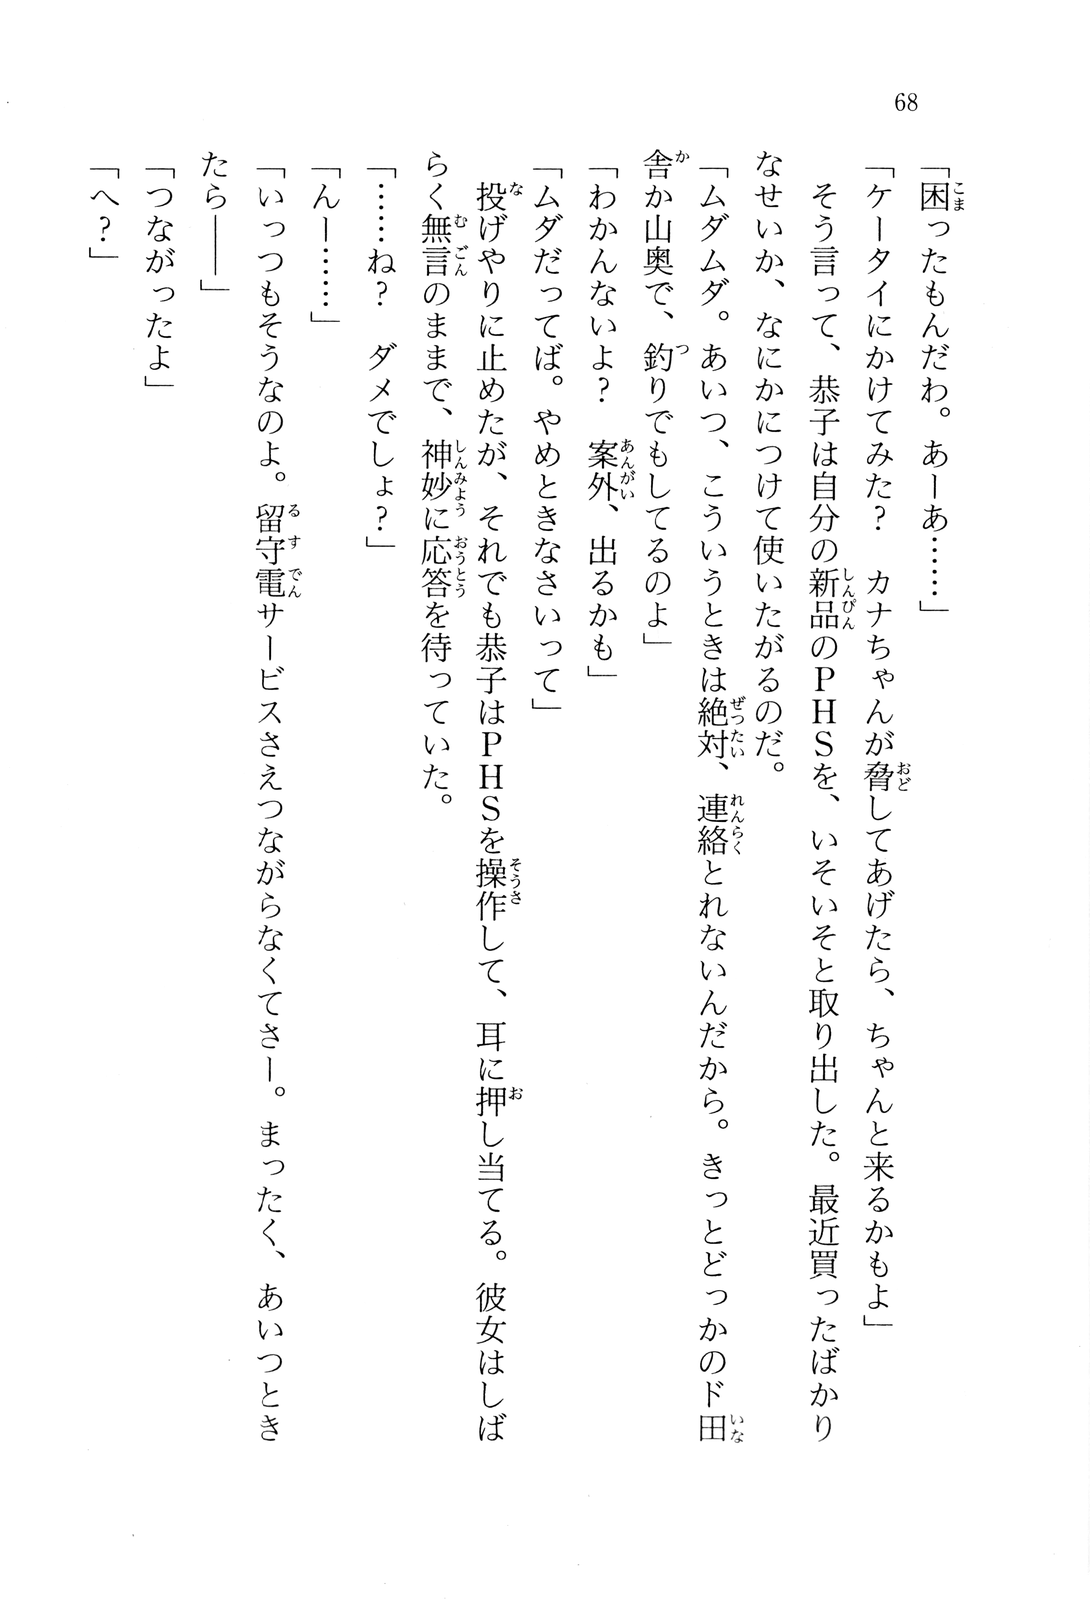 68
「困ったもんだわ。あーあ……」
「ケータイにかけてみた？　カナちゃんが脅してあげたら、ちゃんと来るかもよ」
　そう言って、恭子は自分の新品のＰＨＳを、いそいそと取り出した。最近買ったばかり
なせいか、なにかにつけて使いたがるのだ。
「ムダムダ。あいつ、こういうときは絶対、連絡とれないんだから。きっとどっかのド田
舎か山奥で、釣りでもしてるのよ」
「わかんないよ？　案外、出るかも」
「ムダだってば。やめときなさいって」
　投げやりに止めたが、それでも恭子はＰＨＳを操作して、耳に押し当てる。彼女はしば
らく無言のままで、神妙に応答を待っていた。
「……ね？　ダメでしょ？」
「んー……」
「いっつもそうなのよ。留守電サービスさえつながらなくてさー。まったく、あいつとき
たら――」
「つながったよ」
「へ？」